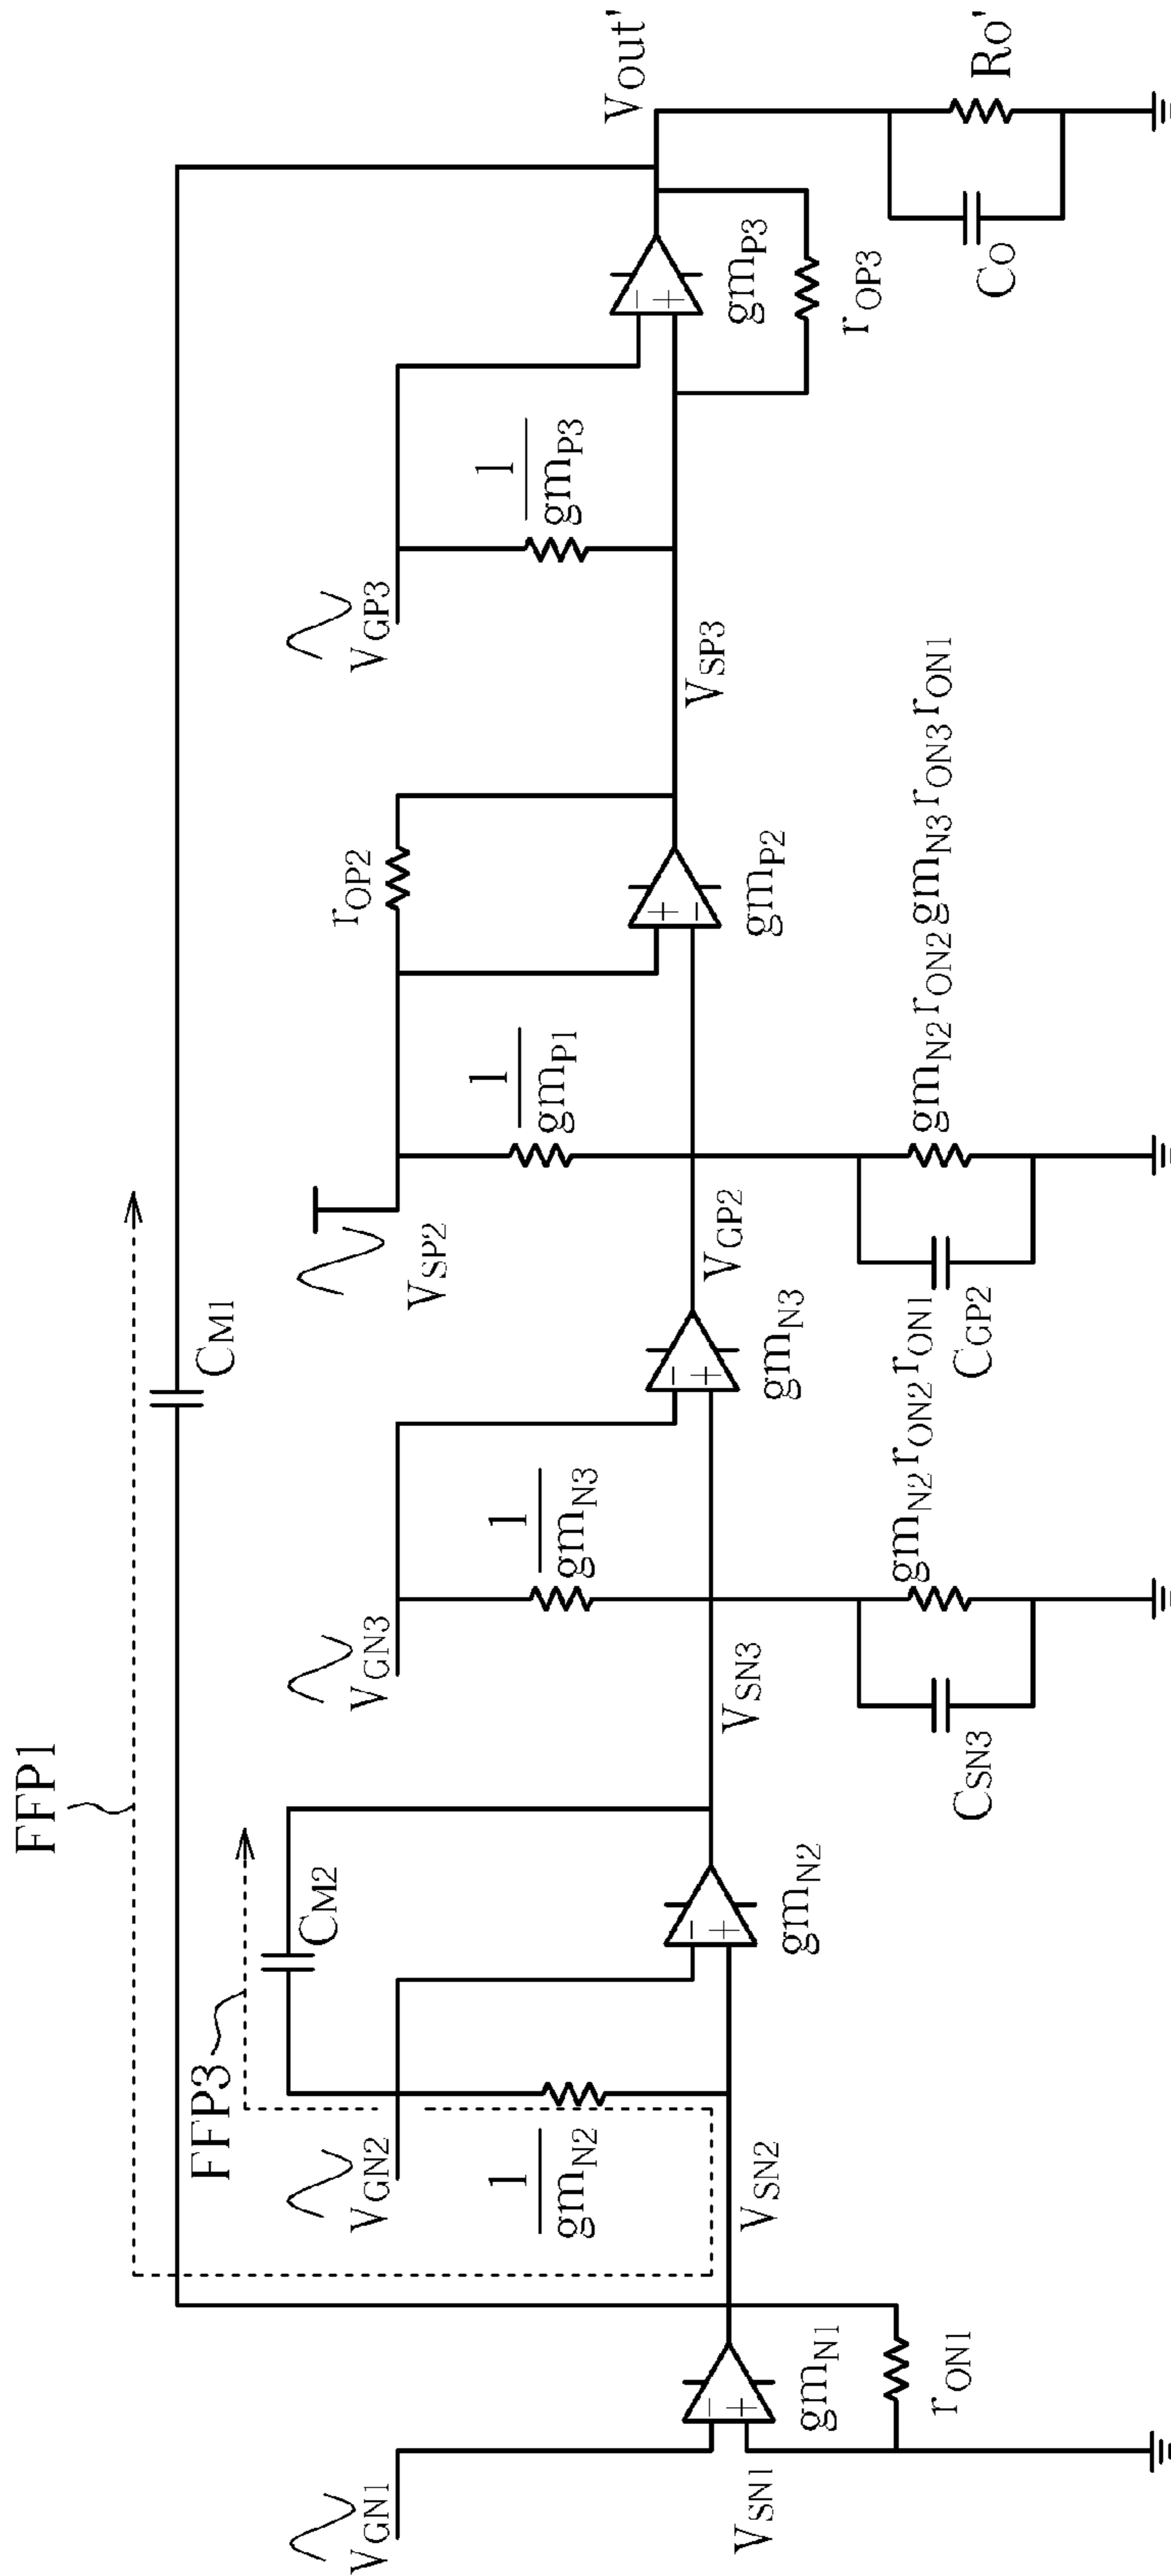 FFP1
C_M1
FFP3
C_M2
V_GN1
V_GN2
V_GN3
V_SP2
r_OP2
V_GP3
1
gm_N2
1
gm_N3
1
gm_P1
1
gm_P3
V_SN1
V_SN2
V_SN3
V_GP2
V_SP3
Vout'
- +
- +
- +
+ -
- +
gm_N1
gm_N2
gm_N3
gm_P2
gm_P3
r_ON1
r_OP3
C_SN3
gm_N2 r_ON2 r_ON1
C_GP2
gm_N2 r_ON2 gm_N3 r_ON3 r_ON1
Co
Ro'